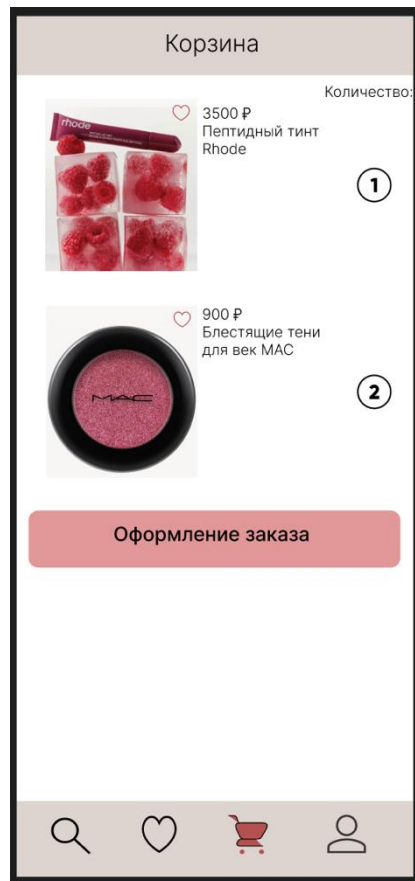 Корзина
Количество:
rhode
3500 ₽
Пептидный тинт
Rhode
1
900 ₽
Блестящие тени
для век MAC
MAC
2
Оформление заказа